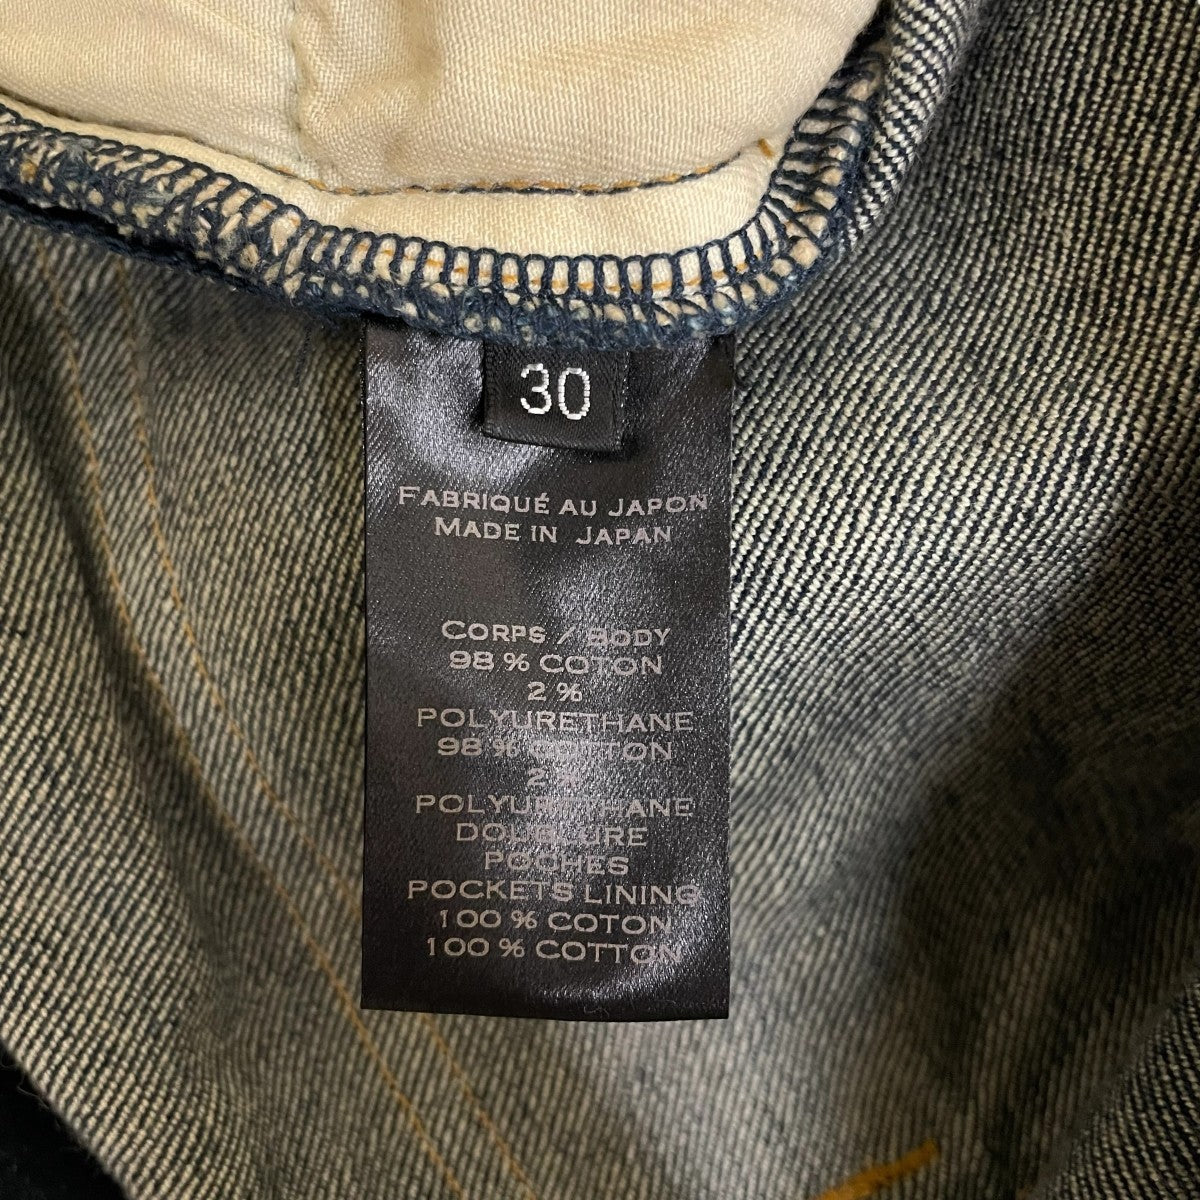 30
FABRIQUÉ AU JAPON
MADE IN JAPAN
CORPS / BODY
98 % COTON
2 %
POLYURETHANE
98 % COTTON
2 %
POLYURETHANE
DOUBLURE
POCHES
POCKETS LINING
100 % COTON
100 % COTTON